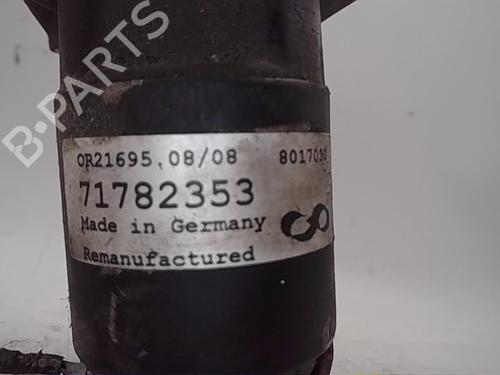 B-PARTS
OR21695, 08/08
71782353
Made in Germany
Remanufactured